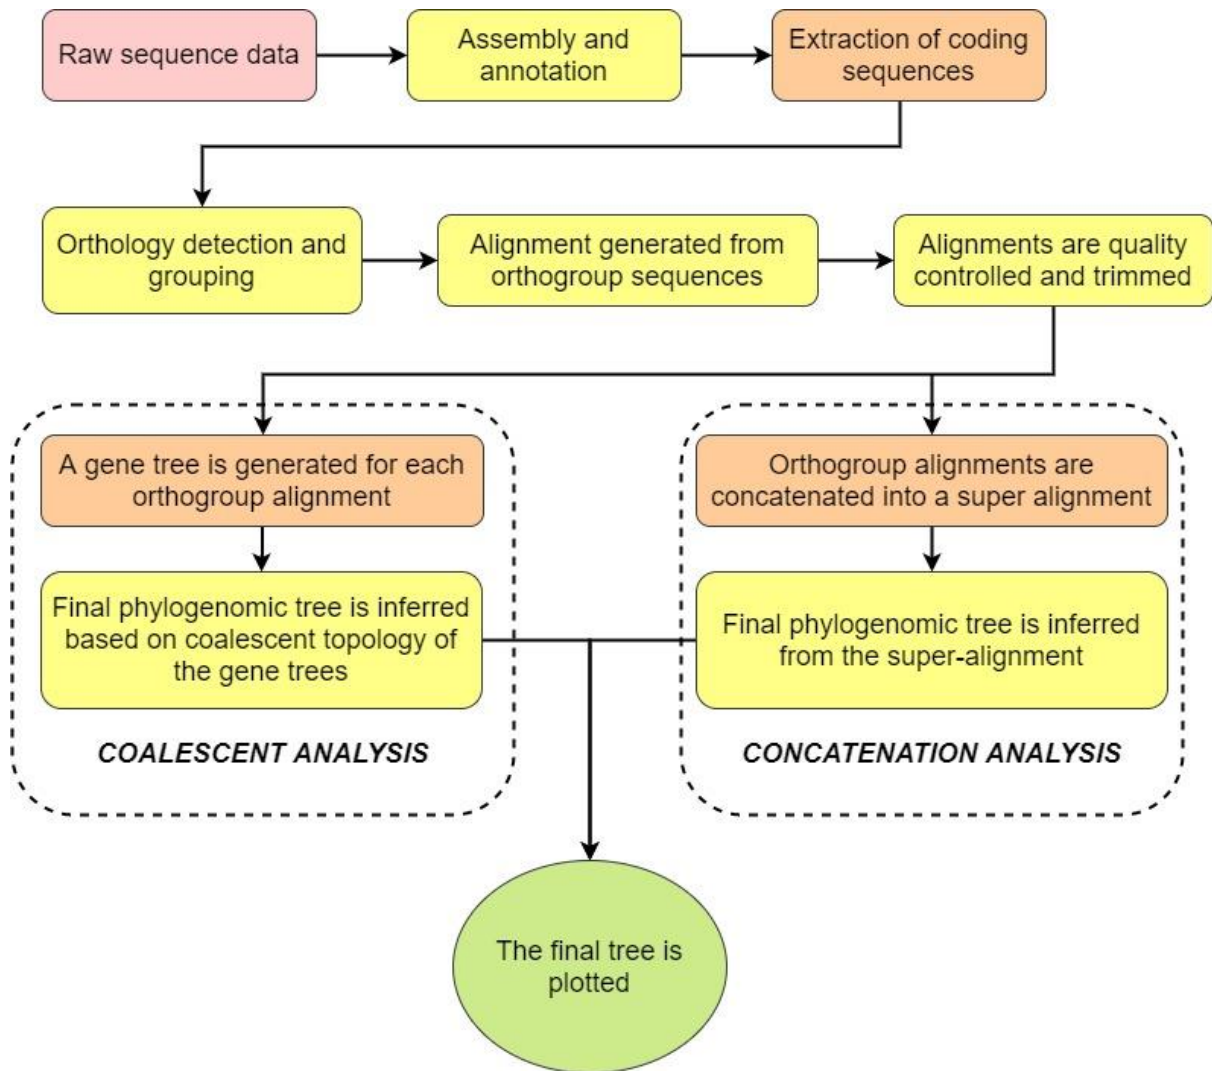 Raw sequence data
Assembly and
annotation
Extraction of coding
sequences
Orthology detection and
grouping
Alignment generated from
orthogroup sequences
Alignments are quality
controlled and trimmed
A gene tree is generated for each
orthogroup alignment
Final phylogenomic tree is inferred
based on coalescent topology of
the gene trees
COALESCENT ANALYSIS
Orthogroup alignments are
concatenated into a super alignment
Final phylogenomic tree is inferred
from the super-alignment
CONCATENATION ANALYSIS
The final tree is
plotted